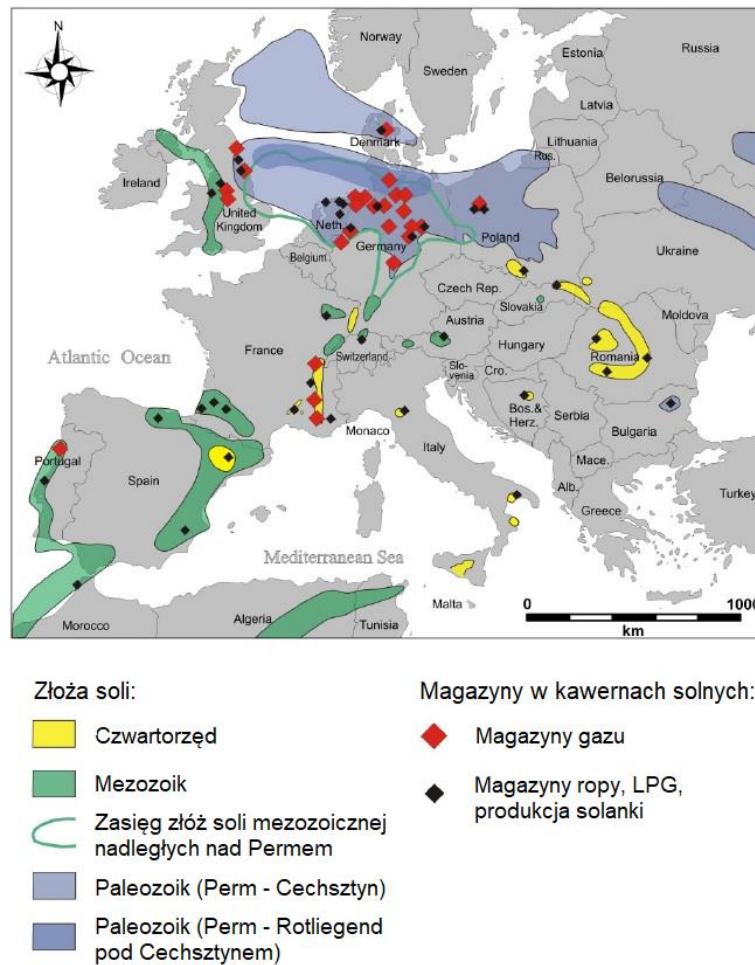 N
Norway
Sweden
Estonia
Russia
Latvia
Denmark
Lithuania
Rus.
Ireland
United
Kingdom
Neth.
Germany
Poland
Belorussia
Belgium
Czech Rep.
Ukraine
Slovakia
Moldova
Austria
France
Switzerland
Hungary
Romania
Atlantic Ocean
Slo-
venia
Cro.
Bos.&
Herz.
Serbia
Monaco
Italy
Bulgaria
Portugal
Spain
Mace.
Alb.
Turkey
Greece
Mediterranean Sea
Malta
0
1000
km
Morocco
Algeria
Tunisia
Złoża soli:
Czwartorzęd
Mezozoik
Zasięg złóż soli mezozoicznej
nadległych nad Permem
Paleozoik (Perm - Cechsztyn)
Paleozoik (Perm - Rotliegend
pod Cechsztynem)
Magazyny w kawernach solnych:
Magazyny gazu
Magazyny ropy, LPG,
produkcja solanki